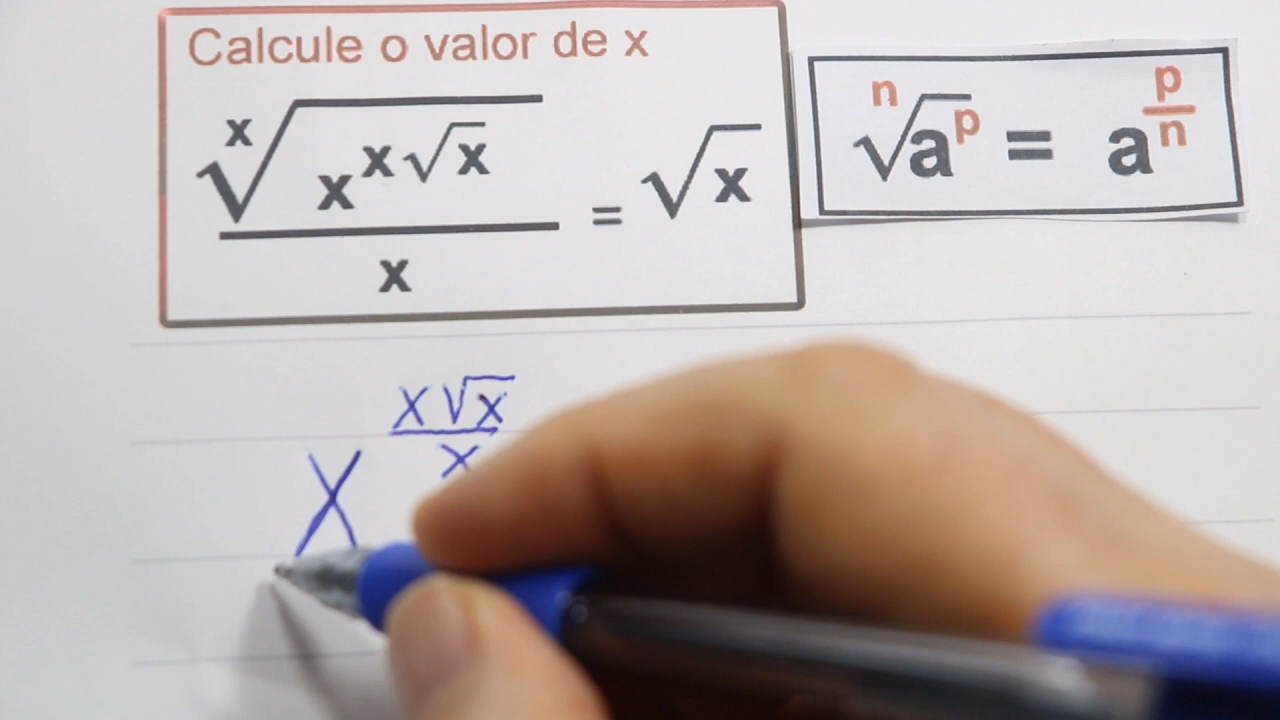 Calcule o valor de x
ˣ√(x^(x√x)) / x = √x
ⁿ√(a^p) = a^(p/n)
X^(x√x / x)